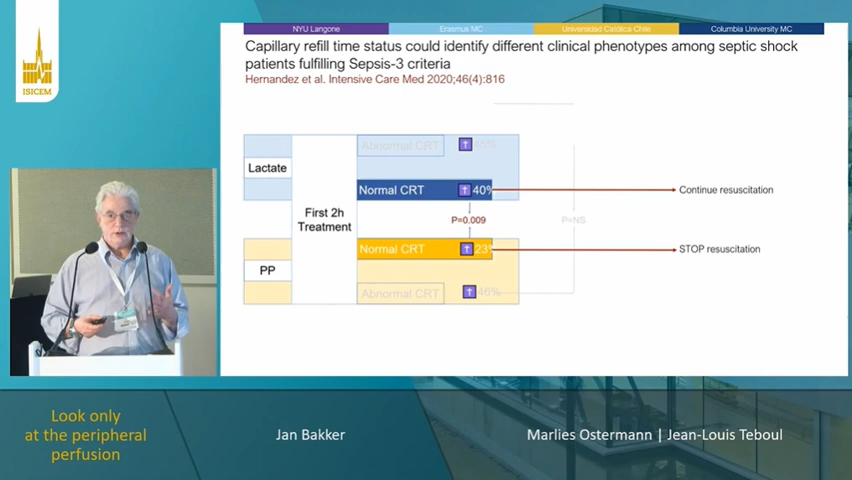 ISICEM
NYU Langone
Erasmus MC
Universidad Católica Chile
Columbia University MC
Capillary refill time status could identify different clinical phenotypes among septic shock
patients fulfilling Sepsis-3 criteria
Hernandez et al. Intensive Care Med 2020;46(4):816
Abnormal CRT
Lactate
Normal CRT 40%
Continue resuscitation
First 2h
Treatment
P=0.009
P=NS
Normal CRT 23%
STOP resuscitation
PP
Abnormal CRT 46%
Look only
at the peripheral
perfusion
Jan Bakker
Marlies Ostermann | Jean-Louis Teboul